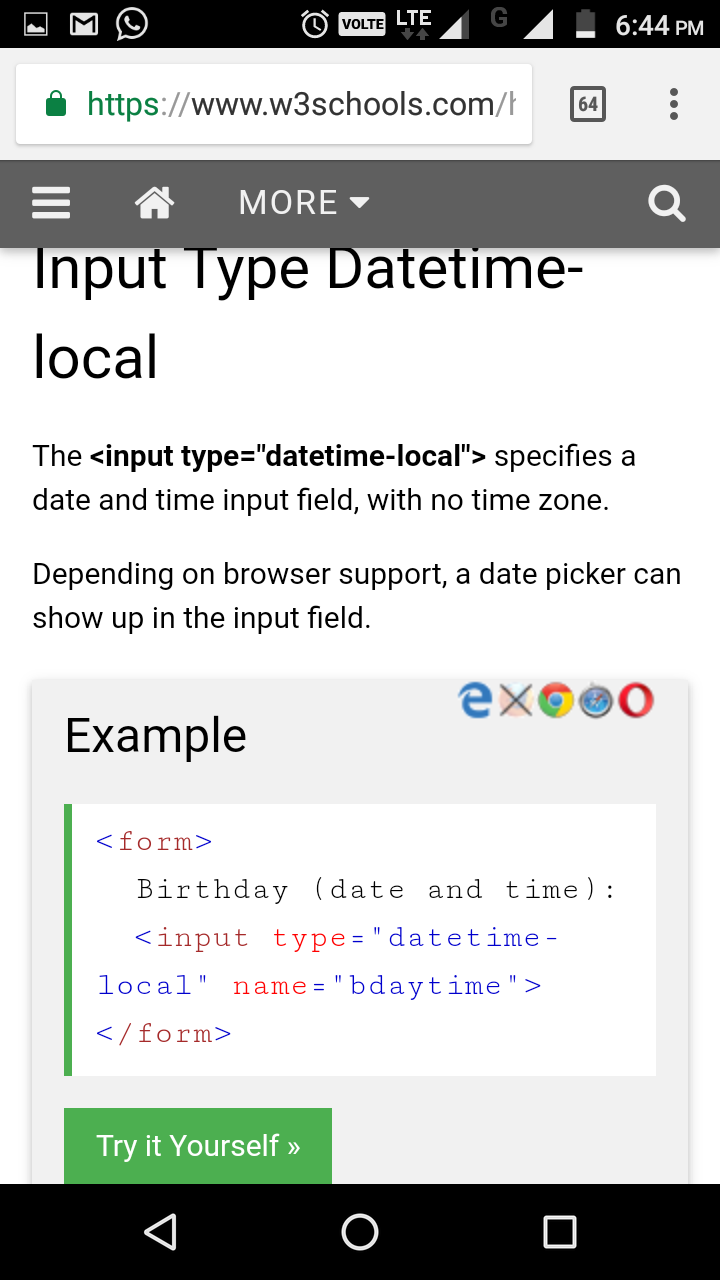 VOLTE LTE G 6:44 PM
https://www.w3schools.com/h 64
MORE
Input Type Datetime-
local
The <input type="datetime-local"> specifies a
date and time input field, with no time zone.
Depending on browser support, a date picker can
show up in the input field.
Example
<form>
Birthday (date and time):
<input type="datetime-
local" name="bdaytime">
</form>
Try it Yourself »